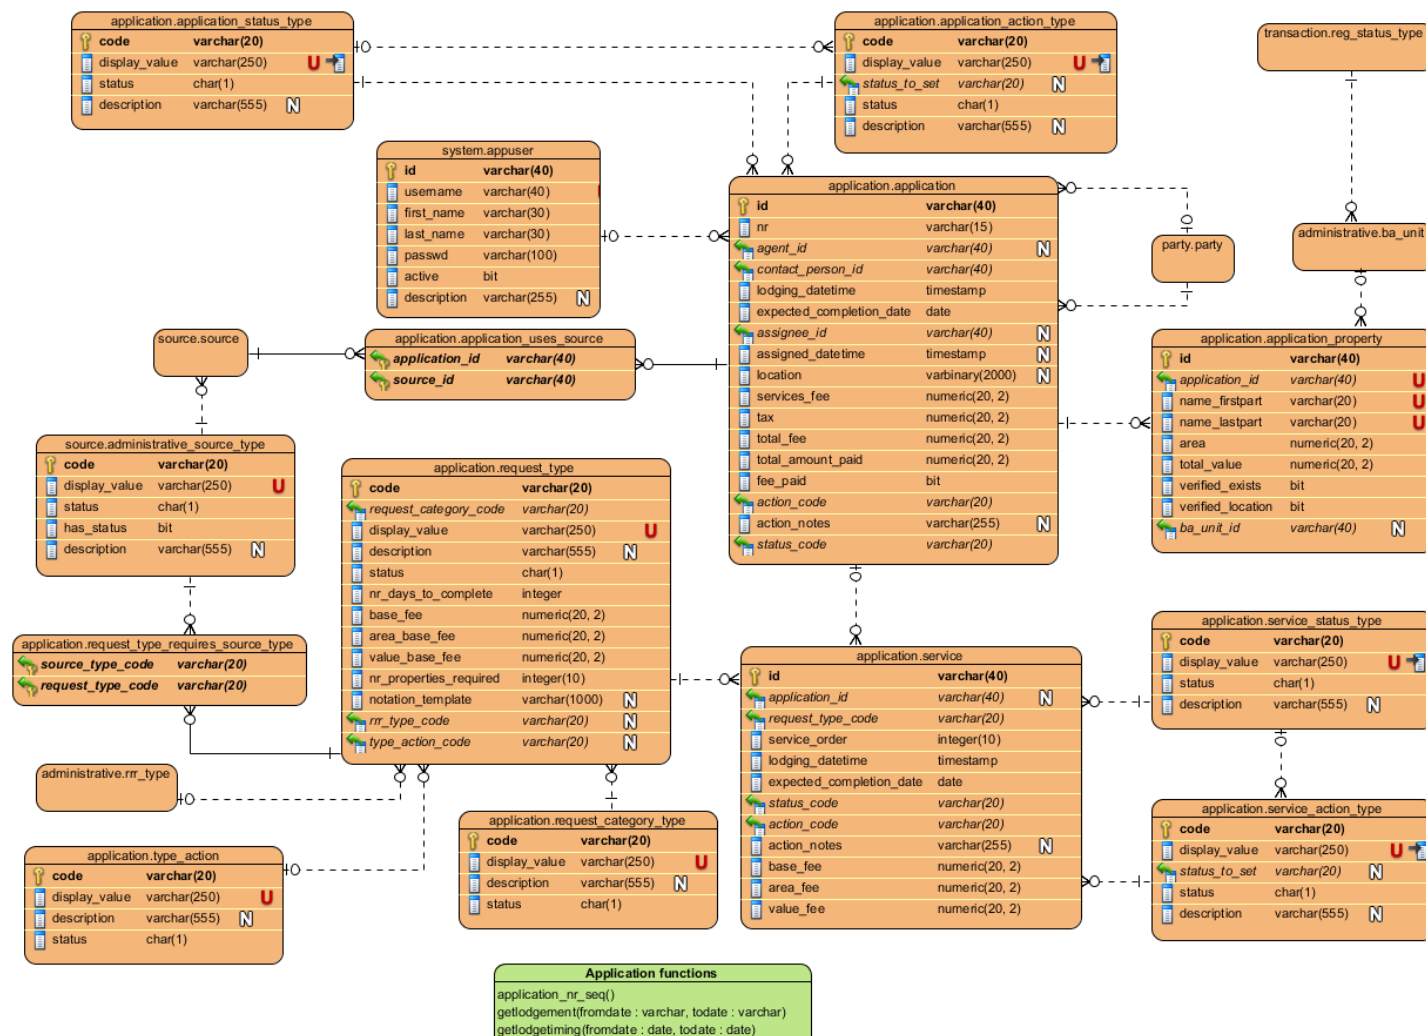 application.application_status_type
code varchar(20)
display_value varchar(250) U
status char(1)
description varchar(555) N
application.application_action_type
code varchar(20)
display_value varchar(250) U
status_to_set varchar(20) N
status char(1)
description varchar(555) N
transaction.reg_status_type
system.appuser
id varchar(40)
username varchar(40)
first_name varchar(30)
last_name varchar(30)
passwd varchar(100)
active bit
description varchar(255) N
application.application
id varchar(40)
nr varchar(15)
agent_id varchar(40) N
contact_person_id varchar(40)
lodging_datetime timestamp
expected_completion_date date
assignee_id varchar(40) N
assigned_datetime timestamp N
location varbinary(2000) N
services_fee numeric(20, 2)
tax numeric(20, 2)
total_fee numeric(20, 2)
total_amount_paid numeric(20, 2)
fee_paid bit
action_code varchar(20)
action_notes varchar(255) N
status_code varchar(20)
party.party
administrative.ba_unit
application.application_property
id varchar(40)
application_id varchar(40) U
name_firstpart varchar(20) U
name_lastpart varchar(20) U
area numeric(20, 2)
total_value numeric(20, 2)
verified_exists bit
verified_location bit
ba_unit_id varchar(40) N
source.source
application.application_uses_source
application_id varchar(40)
source_id varchar(40)
source.administrative_source_type
code varchar(20)
display_value varchar(250) U
status char(1)
has_status bit
description varchar(555) N
application.request_type
code varchar(20)
request_category_code varchar(20)
display_value varchar(250) U
description varchar(555) N
status char(1)
nr_days_to_complete integer
base_fee numeric(20, 2)
area_base_fee numeric(20, 2)
value_base_fee numeric(20, 2)
nr_properties_required integer(10)
notation_template varchar(1000) N
rrr_type_code varchar(20) N
type_action_code varchar(20) N
application.request_type_requires_source_type
source_type_code varchar(20)
request_type_code varchar(20)
application.service
id varchar(40)
application_id varchar(40) N
request_type_code varchar(20)
service_order integer(10)
lodging_datetime timestamp
expected_completion_date date
status_code varchar(20)
action_code varchar(20)
action_notes varchar(255) N
base_fee numeric(20, 2)
area_fee numeric(20, 2)
value_fee numeric(20, 2)
application.service_status_type
code varchar(20)
display_value varchar(250) U
status char(1)
description varchar(555) N
administrative.rrr_type
application.type_action
code varchar(20)
display_value varchar(250) U
description varchar(555) N
status char(1)
application.request_category_type
code varchar(20)
display_value varchar(250) U
description varchar(555) N
status char(1)
application.service_action_type
code varchar(20)
display_value varchar(250) U
status_to_set varchar(20) N
status char(1)
description varchar(555) N
Application functions
application_nr_seq()
getlodgement(fromdate : varchar, todate : varchar)
getlodgetiming(fromdate : date, todate : date)